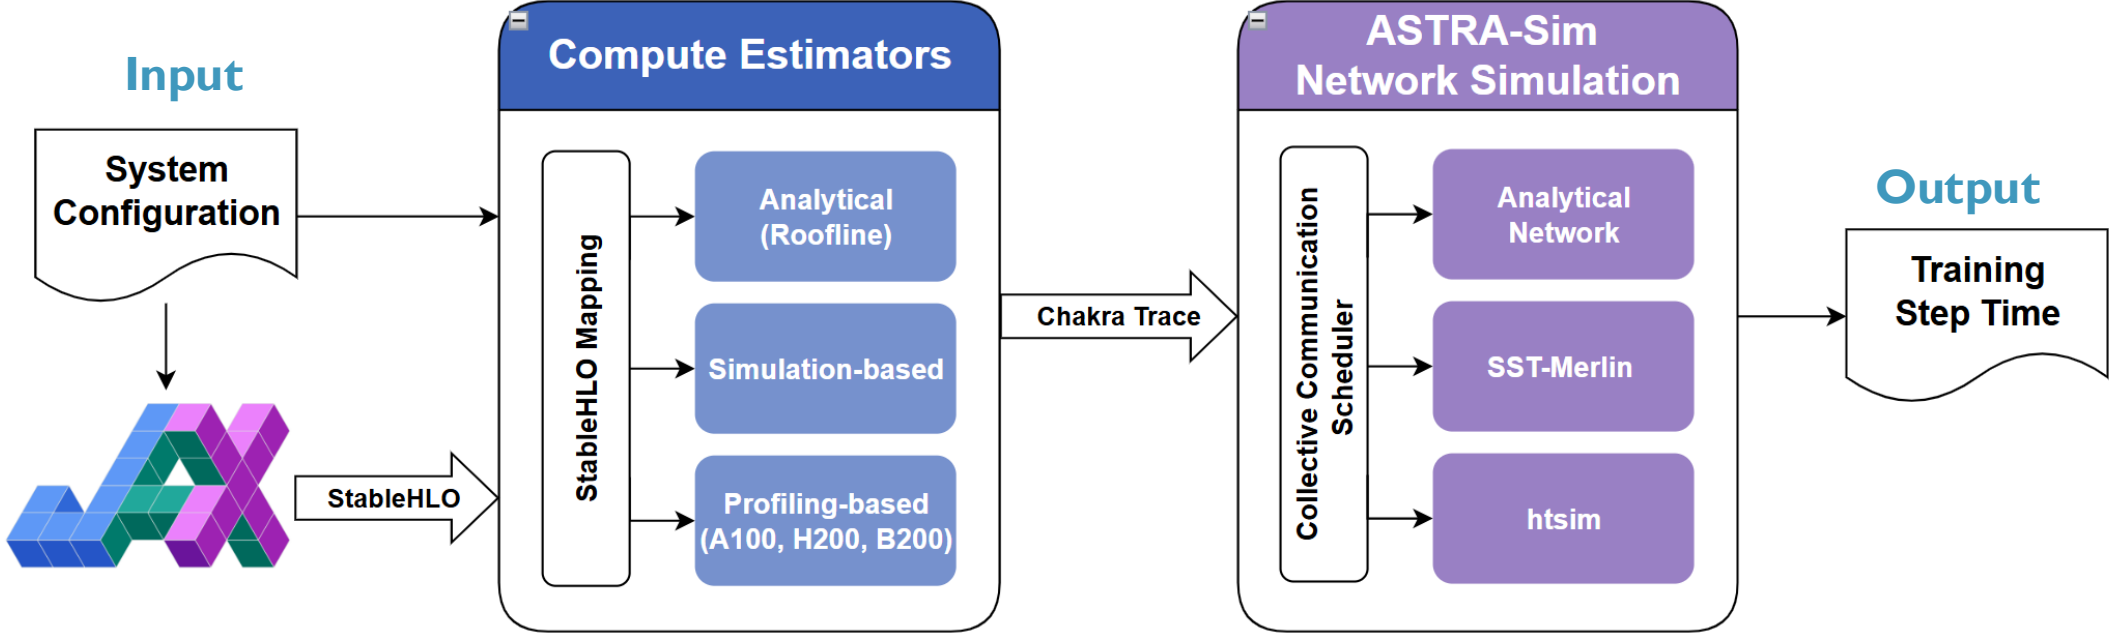 Input
System
Configuration
JAX
StableHLO
Compute Estimators
StableHLO Mapping
Analytical
(Roofline)
Simulation-based
Profiling-based
(A100, H200, B200)
Chakra Trace
ASTRA-Sim
Network Simulation
Collective Communication
Scheduler
Analytical
Network
SST-Merlin
htsim
Output
Training
Step Time